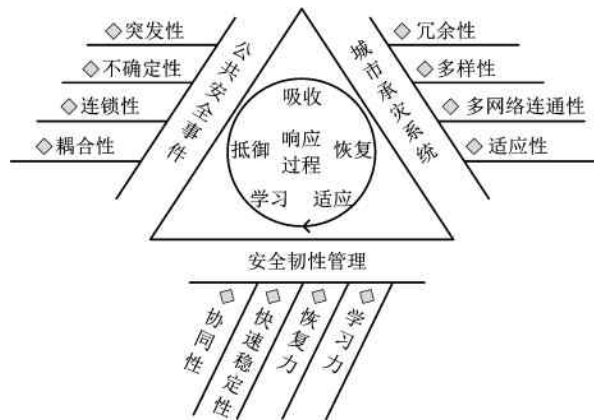 突发性
不确定性
连锁性
耦合性
公共安全事件
吸收
抵御
响应
过程
恢复
学习
适应
城市承灾系统
冗余性
多样性
多网络连通性
适应性
安全韧性管理
协同性
快速稳定性
恢复力
学习力